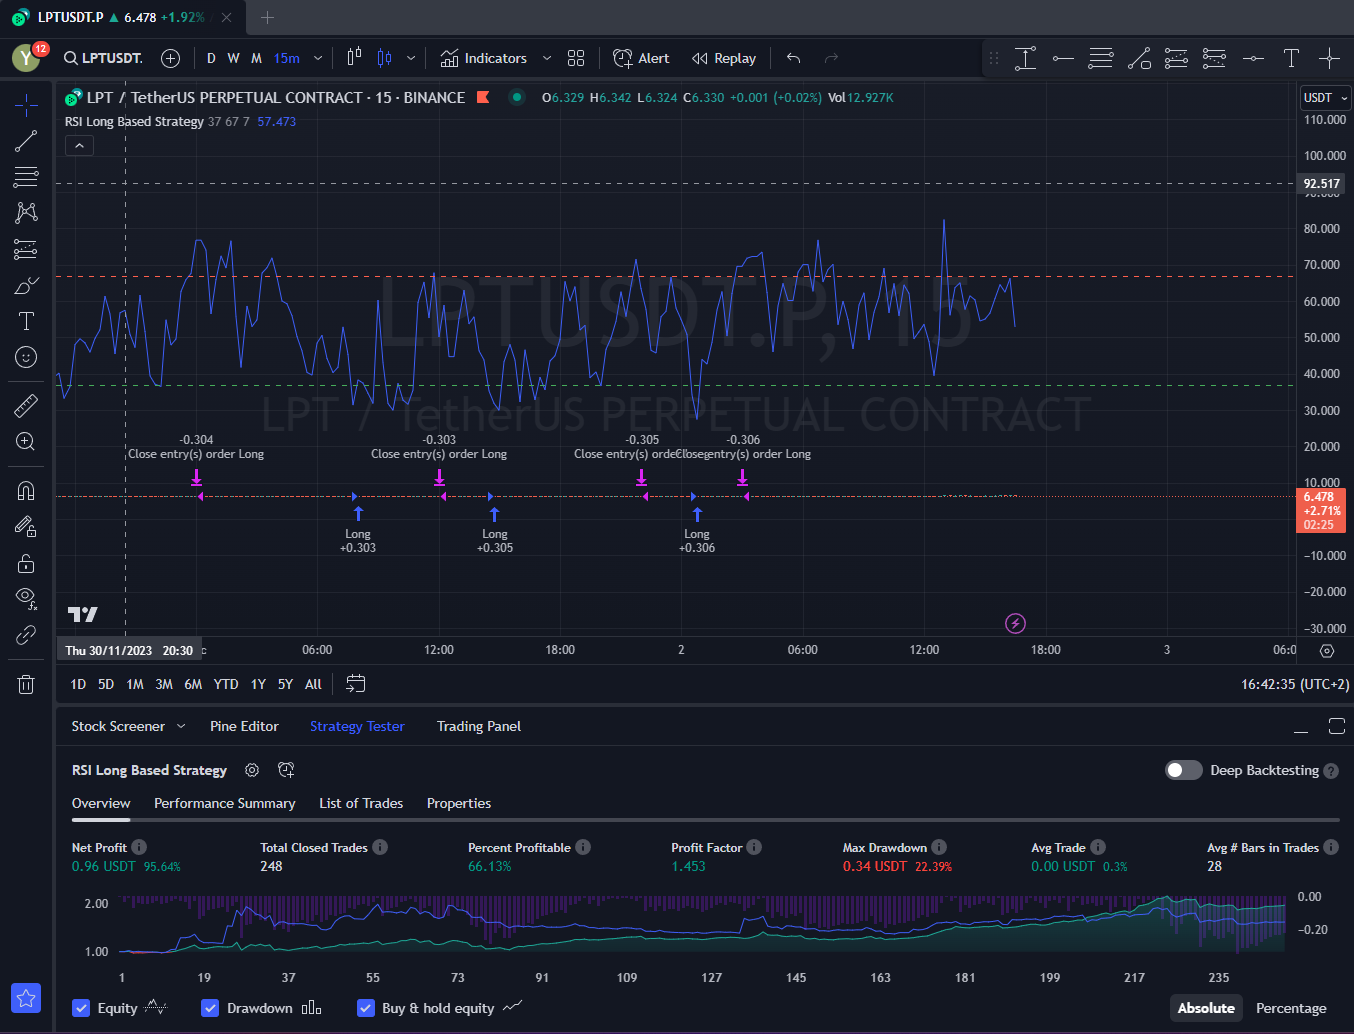 LPTUSDT.P ▲ 6.478 +1.92% /
Y 12 LPTUSDT. D W M 15m Indicators Alert Replay
LPT / TetherUS PERPETUAL CONTRACT · 15 · BINANCE O6.329 H6.342 L6.324 C6.330 +0.001 (+0.02%) Vol12.927K
USDT
RSI Long Based Strategy 37 67 7 57.473
110.000
100.000
92.517
90.000
80.000
70.000
60.000
50.000
40.000
30.000
20.000
10.000
6.478
+2.71%
02:25
−10.000
−20.000
−30.000
LPTUSDT.P, 15
LPT / TetherUS PERPETUAL CONTRACT
-0.304
Close entry(s) order Long
-0.303
Close entry(s) order Long
-0.305
Close entry(s) orde
-0.306
Close entry(s) order Long
Long
+0.303
Long
+0.305
Long
+0.306
Thu 30/11/2023 20:30 c 06:00 12:00 18:00 2 06:00 12:00 18:00 3 06:0
1D 5D 1M 3M 6M YTD 1Y 5Y All
16:42:35 (UTC+2)
Stock Screener Pine Editor Strategy Tester Trading Panel
RSI Long Based Strategy
Deep Backtesting
Overview Performance Summary List of Trades Properties
Net Profit Total Closed Trades Percent Profitable Profit Factor Max Drawdown Avg Trade Avg # Bars in Trades
0.96 USDT 95.64% 248 66.13% 1.453 0.34 USDT 22.39% 0.00 USDT 0.3% 28
2.00
1.00
0.00
−0.20
1 19 37 55 73 91 109 127 145 163 181 199 217 235
Equity Drawdown Buy & hold equity
Absolute Percentage